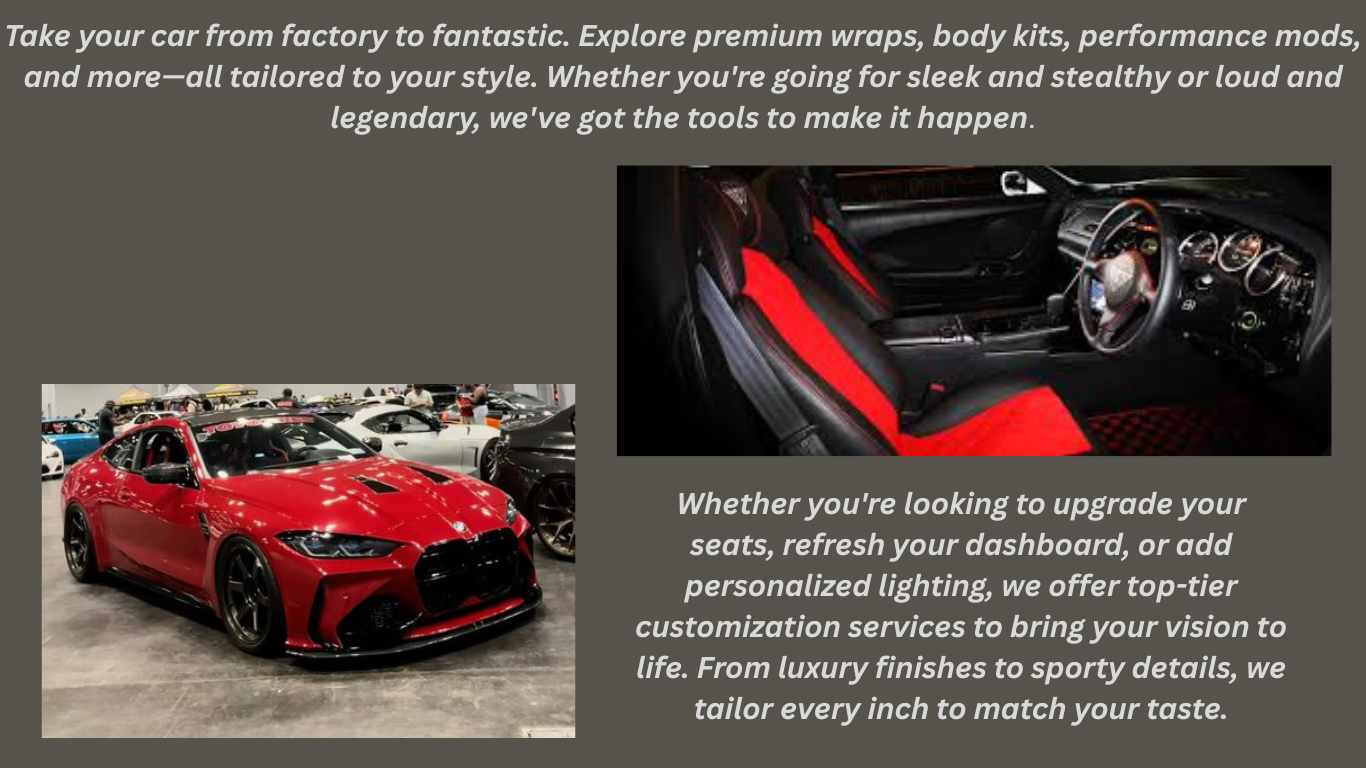 Take your car from factory to fantastic. Explore premium wraps, body kits, performance mods,
and more—all tailored to your style. Whether you're going for sleek and stealthy or loud and
legendary, we've got the tools to make it happen.
Whether you're looking to upgrade your
seats, refresh your dashboard, or add
personalized lighting, we offer top-tier
customization services to bring your vision to
life. From luxury finishes to sporty details, we
tailor every inch to match your taste.